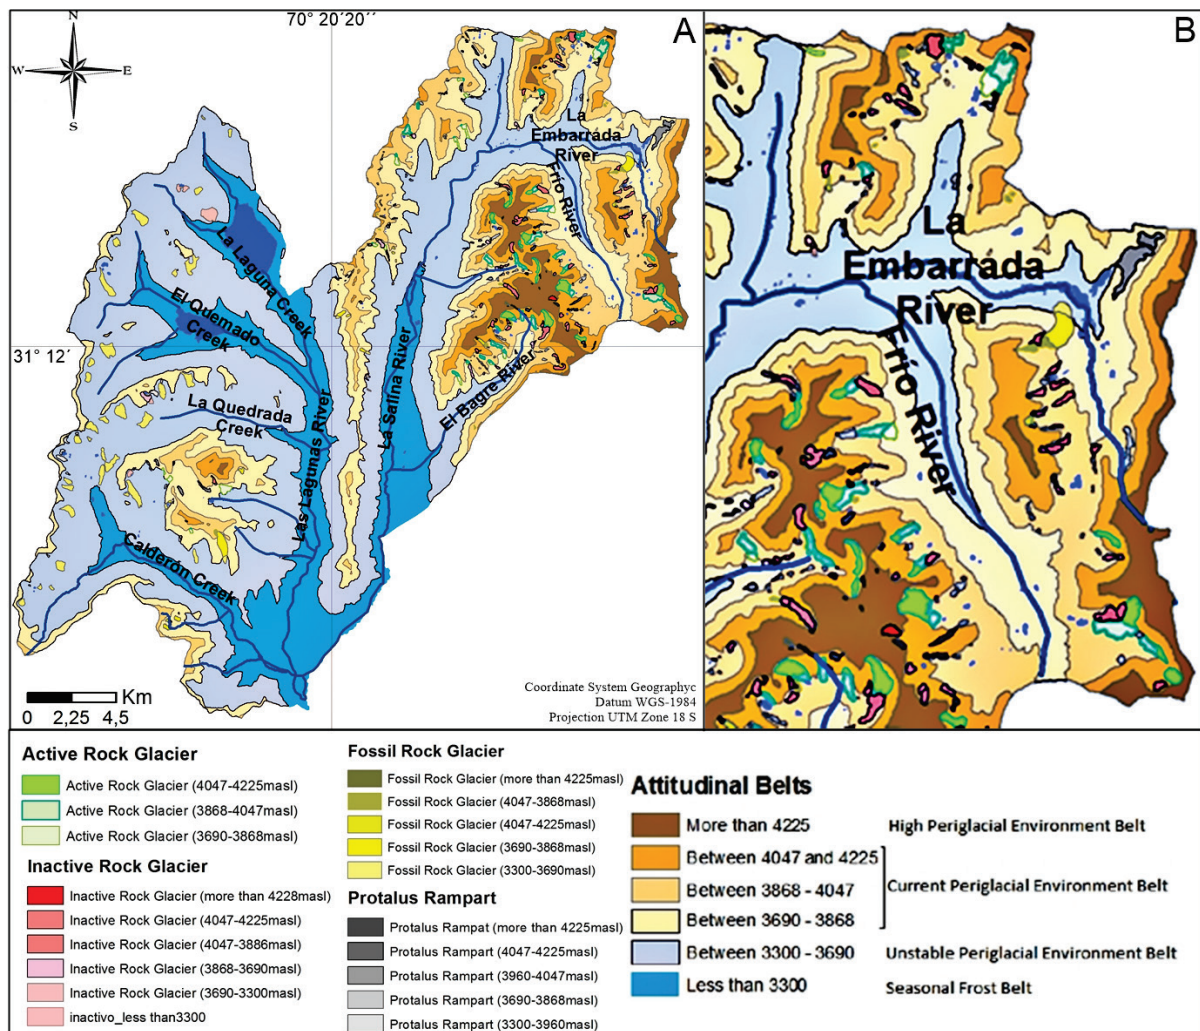 N
W E
S
70° 20´20´´
A
B
31° 12´
La
Embarrada
River
Frío River
La Laguna Creek
El Quemado
Creek
La Quedrada
Creek
Las Lagunas River
La Salina River
El Bagre River
Calderón Creek
Km
0 2,25 4,5
Coordinate System Geographyc
Datum WGS-1984
Projection UTM Zone 18 S
La
Embarrada
River
Frío River
Active Rock Glacier
Active Rock Glacier (4047-4225masl)
Active Rock Glacier (3868-4047masl)
Active Rock Glacier (3690-3868masl)
Inactive Rock Glacier
Inactive Rock Glacier (more than 4228masl)
Inactive Rock Glacier (4047-4225masl)
Inactive Rock Glacier (4047-3886masl)
Inactive Rock Glacier (3868-3690masl)
Inactive Rock Glacier (3690-3300masl)
inactivo_less than3300
Fossil Rock Glacier
Fossil Rock Glacier (more than 4225masl)
Fossil Rock Glacier (4047-3868masl)
Fossil Rock Glacier (4047-4225masl)
Fossil Rock Glacier (3690-3868masl)
Fossil Rock Glacier (3300-3690masl)
Protalus Rampart
Protalus Rampat (more than 4225masl)
Protalus Rampart (4047-4225masl)
Protalus Rampart (3960-4047masl)
Protalus Rampart (3690-3868masl)
Protalus Rampart (3300-3960masl)
Attitudinal Belts
More than 4225 High Periglacial Environment Belt
Between 4047 and 4225
Between 3868 - 4047 Current Periglacial Environment Belt
Between 3690 - 3868
Between 3300 - 3690 Unstable Periglacial Environment Belt
Less than 3300 Seasonal Frost Belt